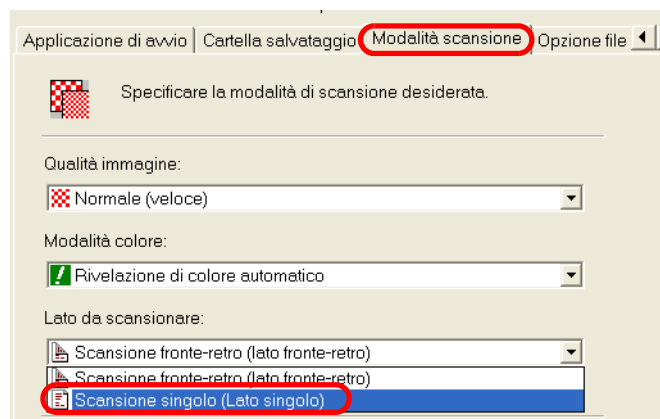 Applicazione di avvio Cartella salvataggio Modalità scansione Opzione file
Specificare la modalità di scansione desiderata.
Qualità immagine:
Normale (veloce)
Modalità colore:
Rivelazione di colore automatico
Lato da scansionare:
Scansione fronte-retro (lato fronte-retro)
Scansione fronte-retro (lato fronte-retro)
Scansione singolo (Lato singolo)